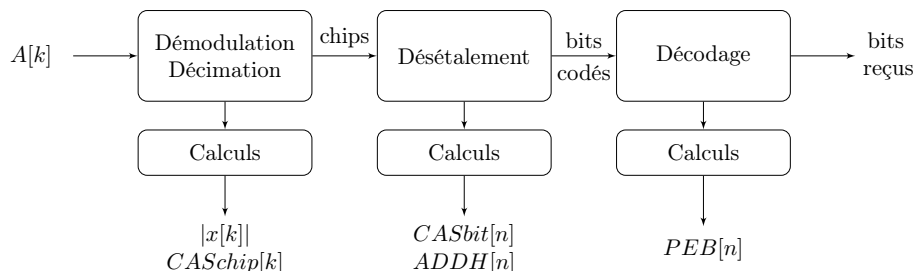 A[k]
Démodulation
Décimation
chips
Désétalement
bits
codés
Décodage
bits
reçus
Calculs
Calculs
Calculs
|x[k]|
CASchip[k]
CASbit[n]
ADDH[n]
PEB[n]